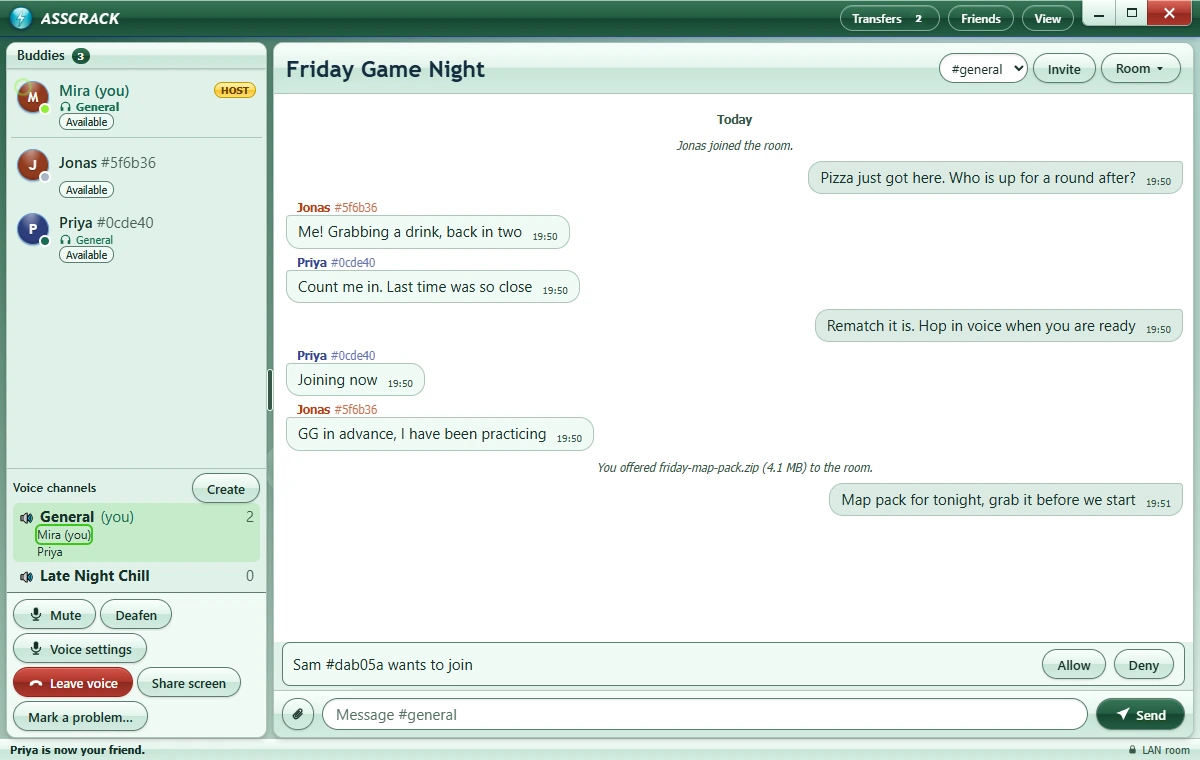 ASSCRACK
Transfers 2
Friends
View
Buddies 3
M
Mira (you)
HOST
General
Available
J
Jonas #5f6b36
Available
P
Priya #0cde40
General
Available
Voice channels
Create
General (you) 2
Mira (you)
Priya
Late Night Chill 0
Mute
Deafen
Voice settings
Leave voice
Share screen
Mark a problem...
Friday Game Night
#general
Invite
Room
Today
Jonas joined the room.
Pizza just got here. Who is up for a round after? 19:50
Jonas #5f6b36
Me! Grabbing a drink, back in two 19:50
Priya #0cde40
Count me in. Last time was so close 19:50
Rematch it is. Hop in voice when you are ready 19:50
Priya #0cde40
Joining now 19:50
Jonas #5f6b36
GG in advance, I have been practicing 19:50
You offered friday-map-pack.zip (4.1 MB) to the room.
Map pack for tonight, grab it before we start 19:51
Sam #dab05a wants to join
Allow
Deny
Message #general
Send
Priya is now your friend.
LAN room